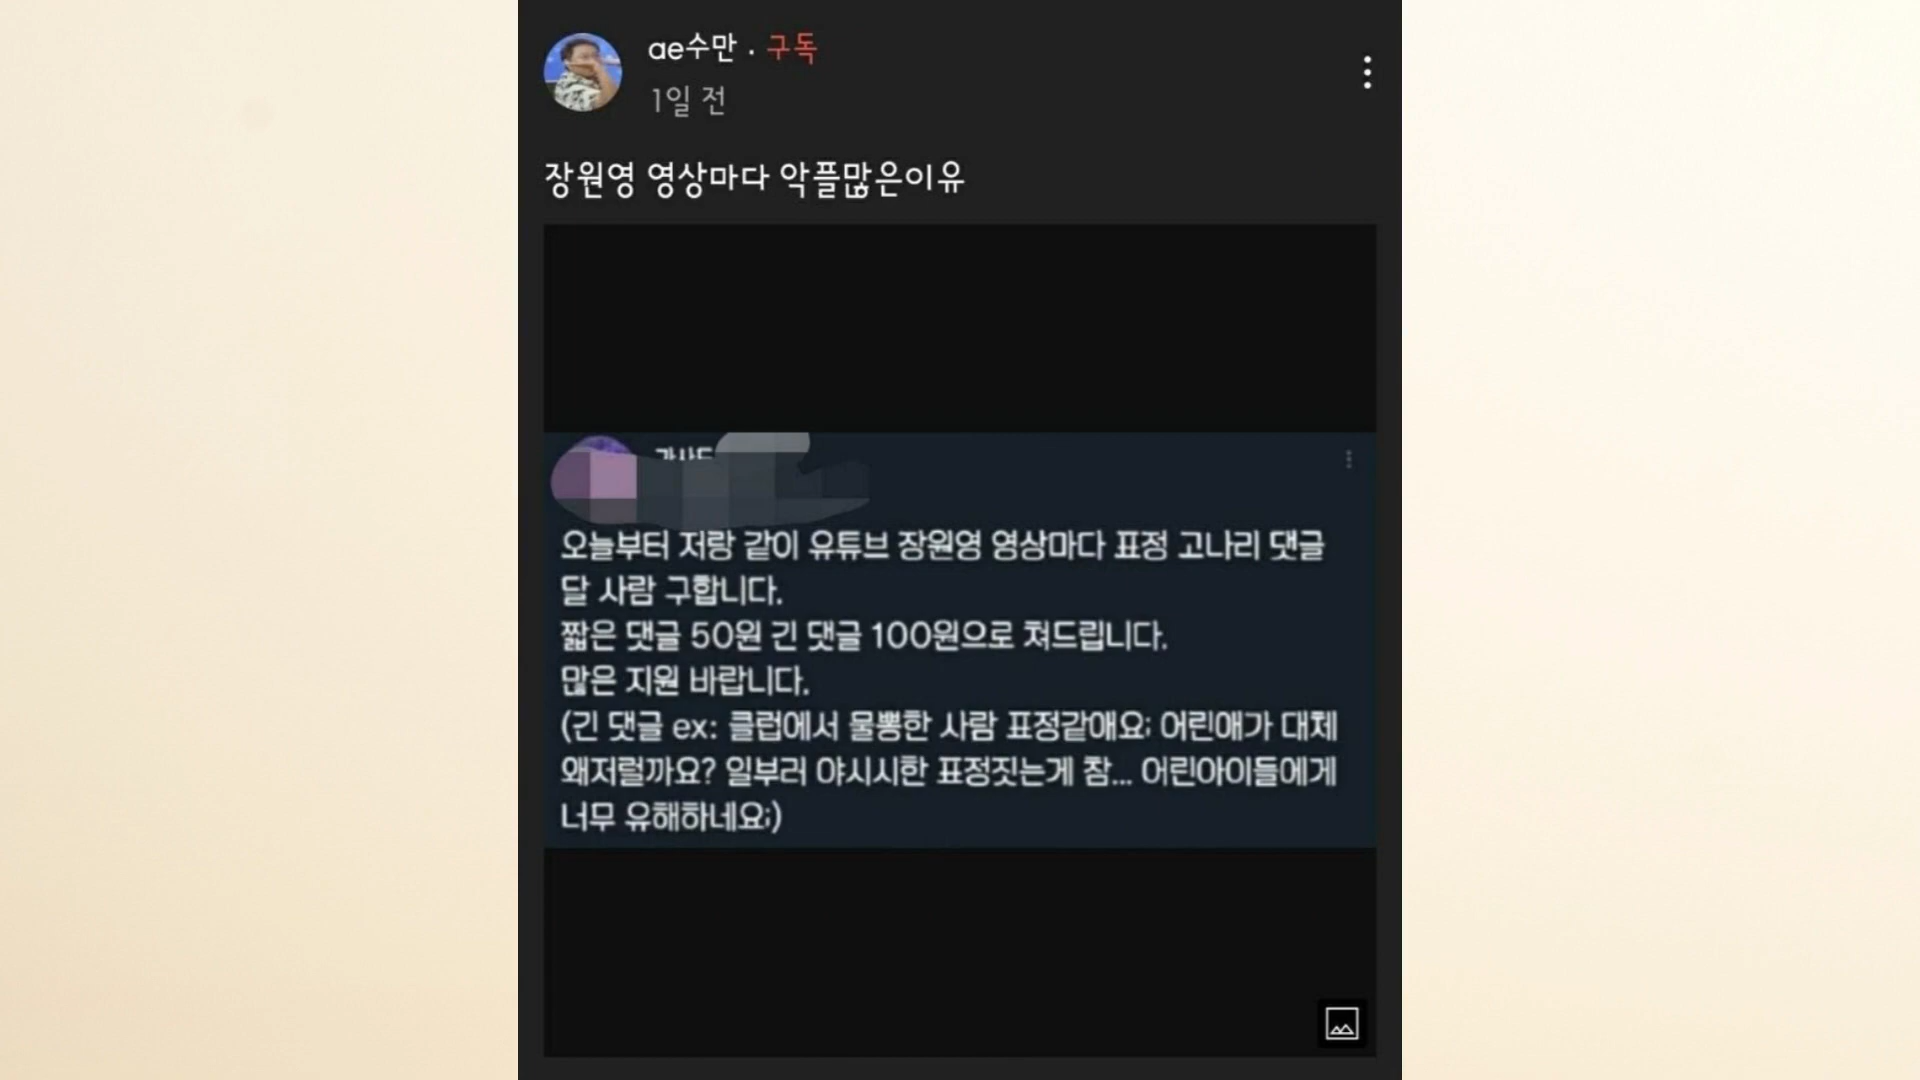 ae수만 · 구독
1일 전
장원영 영상마다 악플많은이유
오늘부터 저랑 같이 유튜브 장원영 영상마다 표정 고나리 댓글
달 사람 구합니다.
짧은 댓글 50원 긴 댓글 100원으로 쳐드립니다.
많은 지원 바랍니다.
(긴 댓글 ex: 클럽에서 물뽕한 사람 표정같애요; 어린애가 대체
왜저럴까요? 일부러 야시시한 표정짓는게 참... 어린아이들에게
너무 유해하네요;)